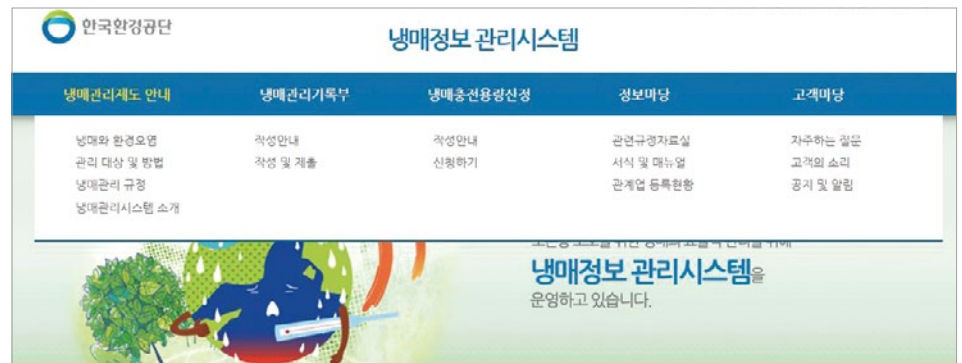 한국환경공단
냉매정보 관리시스템
냉매관리제도 안내 냉매관리기록부 냉매충전용량산정 정보마당 고객마당
냉매와 환경오염 작성안내 작성안내 관련규정자료실 자주하는 질문
관리 대상 및 방법 작성 및 제출 신청하기 서식 및 매뉴얼 고객의 소리
냉매관리 규정 관계업 등록현황 공지 및 알림
냉매관리시스템 소개
냉매정보 관리시스템을
운영하고 있습니다.